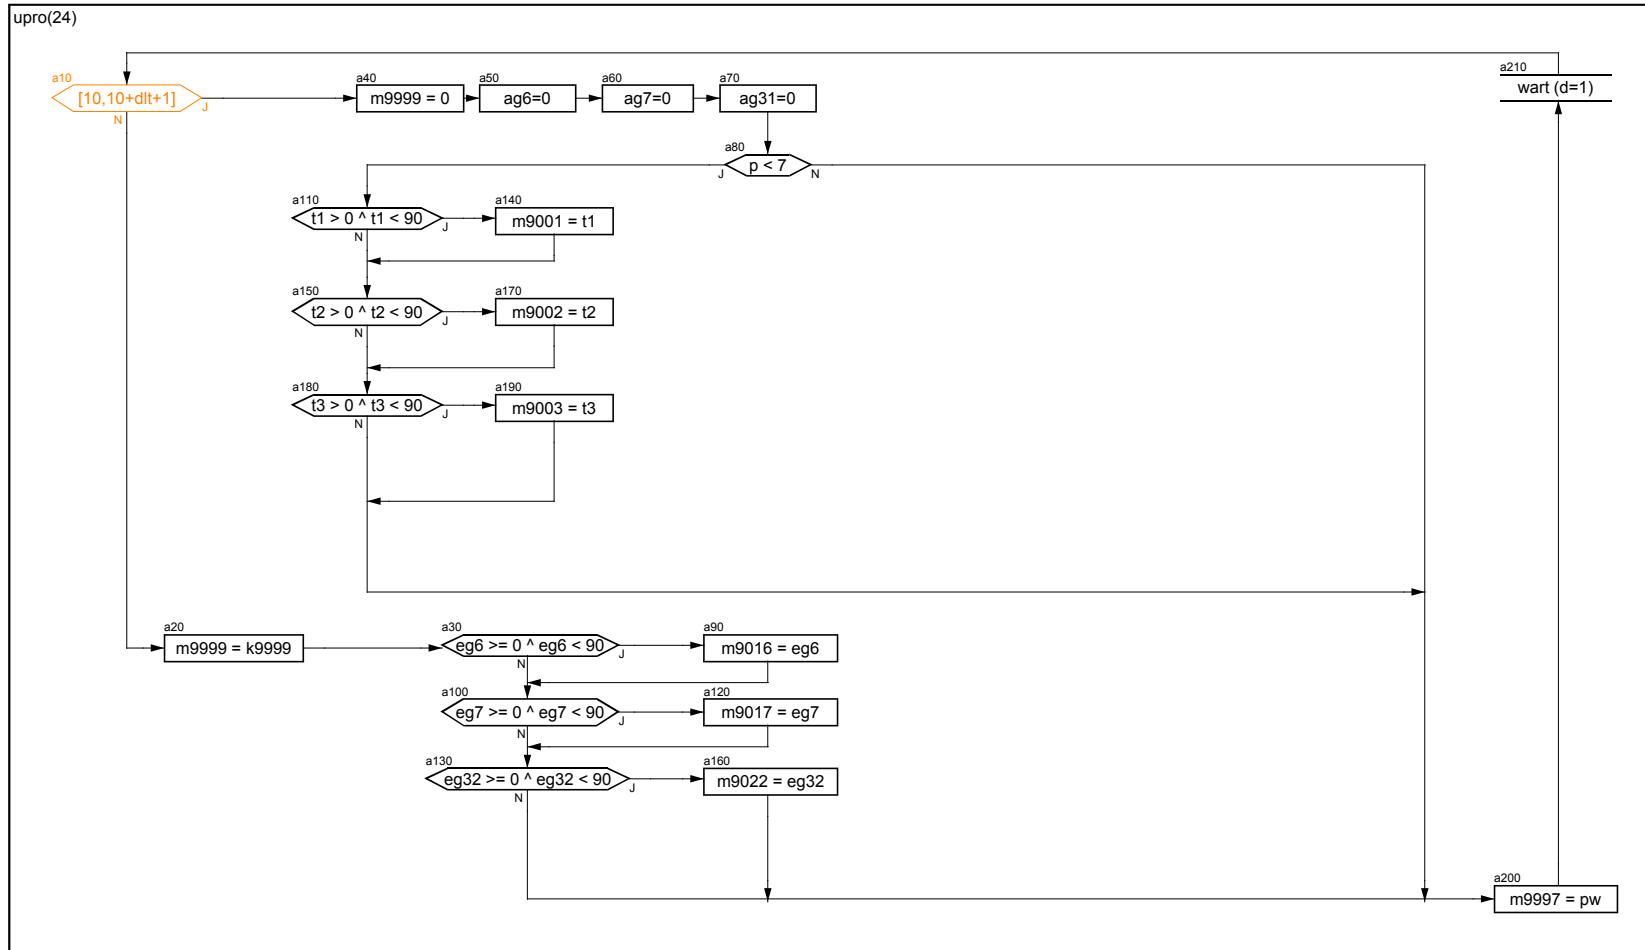 upro(24)
a10
[10,10+dlt+1]
J
N
a40
m9999 = 0
a50
ag6=0
a60
ag7=0
a70
ag31=0
a210
wart (d=1)
a80
p < 7
J
N
a110
t1 > 0 ^ t1 < 90
J
N
a140
m9001 = t1
a150
t2 > 0 ^ t2 < 90
J
N
a170
m9002 = t2
a180
t3 > 0 ^ t3 < 90
J
N
a190
m9003 = t3
a20
m9999 = k9999
a30
eg6 >= 0 ^ eg6 < 90
J
N
a90
m9016 = eg6
a100
eg7 >= 0 ^ eg7 < 90
J
N
a120
m9017 = eg7
a130
eg32 >= 0 ^ eg32 < 90
J
N
a160
m9022 = eg32
a200
m9997 = pw